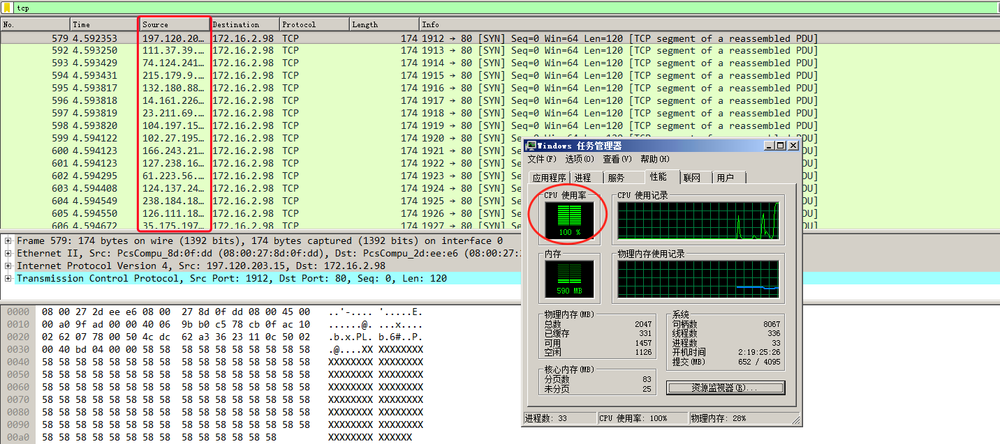 tcp
No. Time Source Destination Protocol Length Info
579 4.592353 197.120.20… 172.16.2.98 TCP 174 1912 → 80 [SYN] Seq=0 Win=64 Len=120 [TCP segment of a reassembled PDU]
592 4.593250 111.37.39.… 172.16.2.98 TCP 174 1913 → 80 [SYN] Seq=0 Win=64 Len=120 [TCP segment of a reassembled PDU]
593 4.593429 74.124.241… 172.16.2.98 TCP 174 1914 → 80 [SYN] Seq=0 Win=64 Len=120 [TCP segment of a reassembled PDU]
594 4.593431 215.179.9.… 172.16.2.98 TCP 174 1915 → 80 [SYN] Seq=0 Win=64 Len=120 [TCP segment of a reassembled PDU]
595 4.593817 132.180.88… 172.16.2.98 TCP 174 1916 → 80 [SYN] Seq=0 Win=64 Len=120 [TCP segment of a reassembled PDU]
596 4.593818 14.161.226… 172.16.2.98 TCP 174 1917 → 80 [SYN] Seq=0 Win=64 Len=120 [TCP segment of a reassembled PDU]
597 4.593819 23.211.69.… 172.16.2.98 TCP 174 1918 → 80 [SYN] Seq=0 Win=64 Len=120 [TCP segment of a reassembled PDU]
598 4.593820 104.197.15… 172.16.2.98 TCP 174 1919 → 80 [SYN] Seq=0 Win=64 Len=120 [TCP segment of a reassembled PDU]
599 4.594122 102.27.195… 172.16.2.98 TCP 174 1920 → 80 [SYN] Seq=0 Win=64 Len=120 [TCP segment of a reassembled PDU]
600 4.594123 166.243.21… 172.16.2.98 TCP 174 1921 → 80 [SYN] PDU]
601 4.594123 127.238.16… 172.16.2.98 TCP 174 1922 → 80 [SYN] PDU]
602 4.594295 61.223.56.… 172.16.2.98 TCP 174 1923 → 80 [SYN] PDU]
603 4.594408 124.137.24… 172.16.2.98 TCP 174 1924 → 80 [SYN] PDU]
604 4.594549 238.184.18… 172.16.2.98 TCP 174 1925 → 80 [SYN] PDU]
605 4.594550 126.111.18… 172.16.2.98 TCP 174 1926 → 80 [SYN] PDU]
606 4.594672 35.175.197… 172.16.2.98 TCP 174 1927 → 80 [SYN] PDU]
Frame 579: 174 bytes on wire (1392 bits), 174 bytes captured (1392 bits) on interface 0
Ethernet II, Src: PcsCompu_8d:0f:dd (08:00:27:8d:0f:dd), Dst: PcsCompu_2d:ee:e6 (08:00:27:
Internet Protocol Version 4, Src: 197.120.203.15, Dst: 172.16.2.98
Transmission Control Protocol, Src Port: 1912, Dst Port: 80, Seq: 0, Len: 120
0000 08 00 27 2d ee e6 08 00 27 8d 0f dd 08 00 45 00 ..'-.... '.....E.
0010 00 a0 9f ad 00 00 40 06 9b b0 c5 78 cb 0f ac 10 ......@. ...x....
0020 02 62 07 78 00 50 4c dc 62 a3 36 23 11 0c 50 02 .b.x.PL. b.6#..P.
0030 00 40 bd 04 00 00 58 58 58 58 58 58 58 58 58 58 .@....XX XXXXXXXX
0040 58 58 58 58 58 58 58 58 58 58 58 58 58 58 58 58 XXXXXXXX XXXXXXXX
0050 58 58 58 58 58 58 58 58 58 58 58 58 58 58 58 58 XXXXXXXX XXXXXXXX
0060 58 58 58 58 58 58 58 58 58 58 58 58 58 58 58 58 XXXXXXXX XXXXXXXX
0070 58 58 58 58 58 58 58 58 58 58 58 58 58 58 58 58 XXXXXXXX XXXXXXXX
0080 58 58 58 58 58 58 58 58 58 58 58 58 58 58 58 58 XXXXXXXX XXXXXXXX
0090 58 58 58 58 58 58 58 58 58 58 58 58 58 58 58 58 XXXXXXXX XXXXXXXX
00a0 58 58 58 58 58 58 58 58 58 58 58 58 58 58 XXXXXXXX XXXXXX
Windows 任务管理器
文件(F) 选项(O) 查看(V) 帮助(H)
应用程序 进程 服务 性能 联网 用户
CPU 使用率 CPU 使用记录
100 %
内存 物理内存使用记录
590 MB
物理内存(MB)
总数 2047
已缓存 331
可用 1457
空闲 1126
系统
句柄数 8067
线程数 336
进程数 33
开机时间 2:19:25:26
提交(MB) 652 / 4095
核心内存(MB)
分页数 83
未分页 25
资源监视器(R)...
进程数: 33 CPU 使用率: 100% 物理内存: 28%